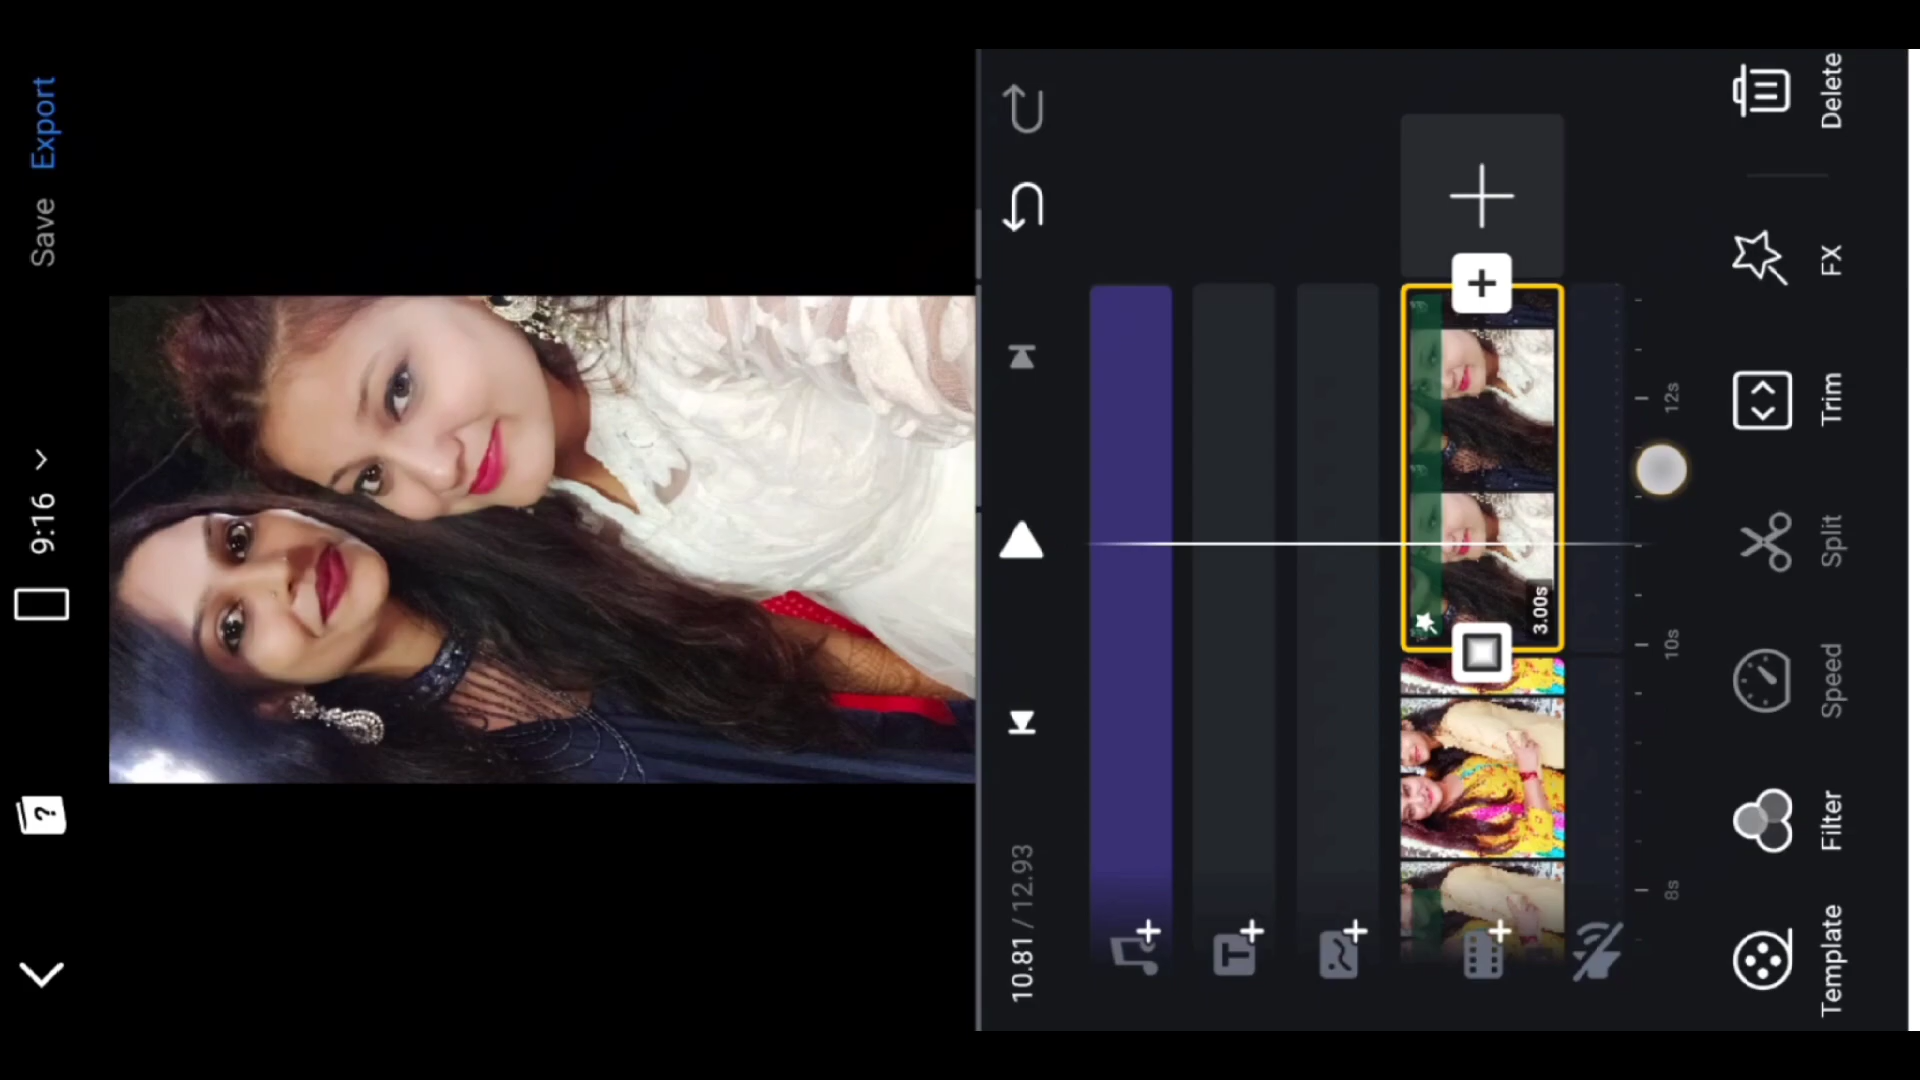 9:16
Save
Export
10.81 / 12.93
3.00s
8s
10s
12s
Template
Filter
Speed
Split
Trim
FX
Delete